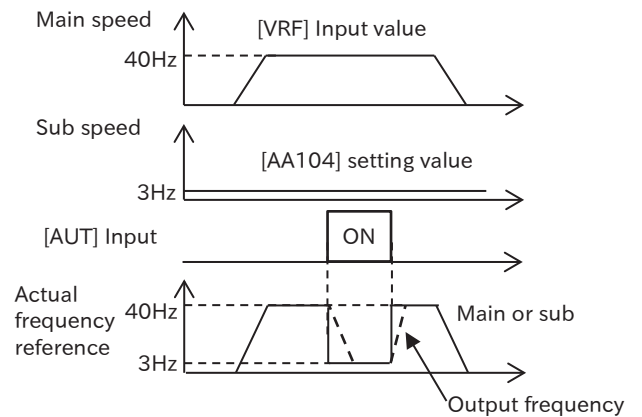 Main speed
[VRF] Input value
40Hz
Sub speed
[AA104] setting value
3Hz
[AUT] Input
ON
Actual
frequency
reference
40Hz
Main or sub
3Hz
Output frequency